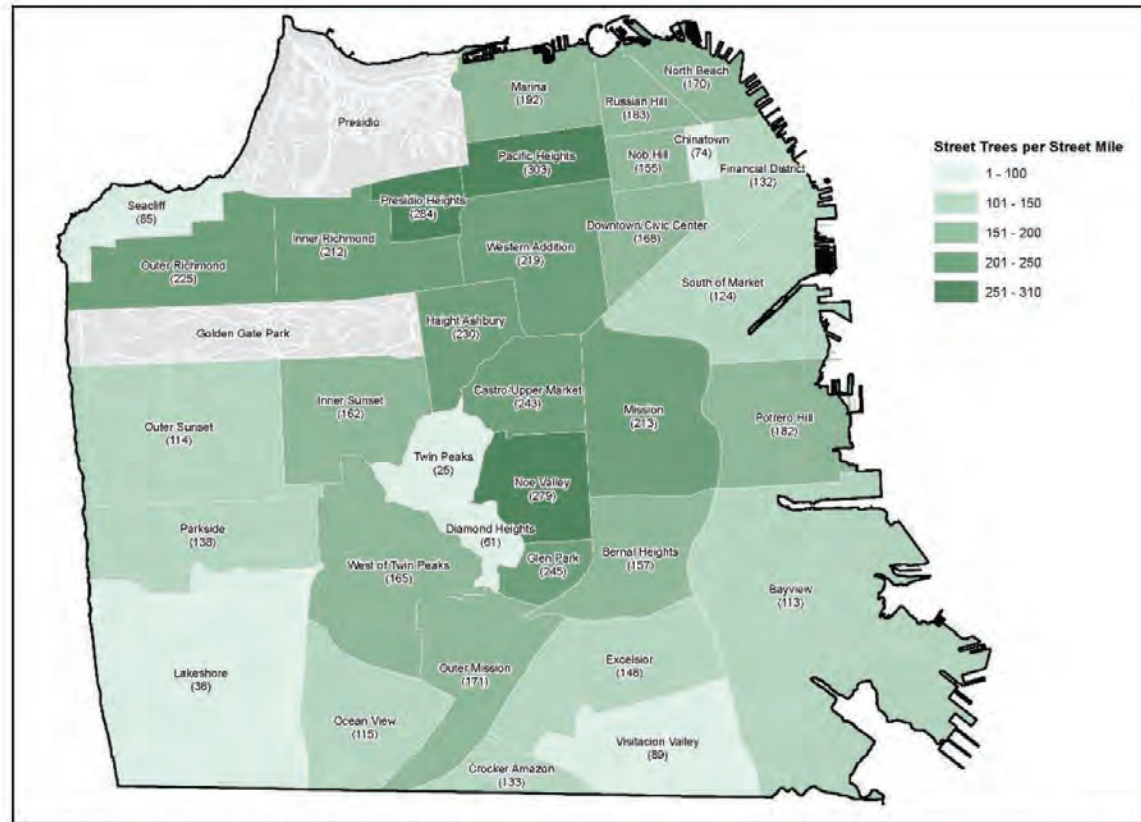 North Beach
(170)
Marina
(192)
Russian Hill
(183)
Presidio
Chinatown
(74)
Pacific Heights
(303)
Nob Hill
(155)
Financial District
(132)
Seacliff
(85)
Presidio Heights
(284)
Inner Richmond
(212)
Western Addition
(219)
Downtown/Civic Center
(168)
Outer Richmond
(225)
South of Market
(124)
Golden Gate Park
Haight Ashbury
(230)
Castro/Upper Market
(243)
Inner Sunset
(162)
Mission
(213)
Potrero Hill
(182)
Outer Sunset
(114)
Twin Peaks
(25)
Noe Valley
(279)
Parkside
(138)
Diamond Heights
(61)
West of Twin Peaks
(165)
Glen Park
(245)
Bernal Heights
(157)
Bayview
(113)
Lakeshore
(36)
Outer Mission
(171)
Excelsior
(148)
Ocean View
(115)
Visitacion Valley
(89)
Crocker Amazon
(133)
Street Trees per Street Mile
1 - 100
101 - 150
151 - 200
201 - 250
251 - 310